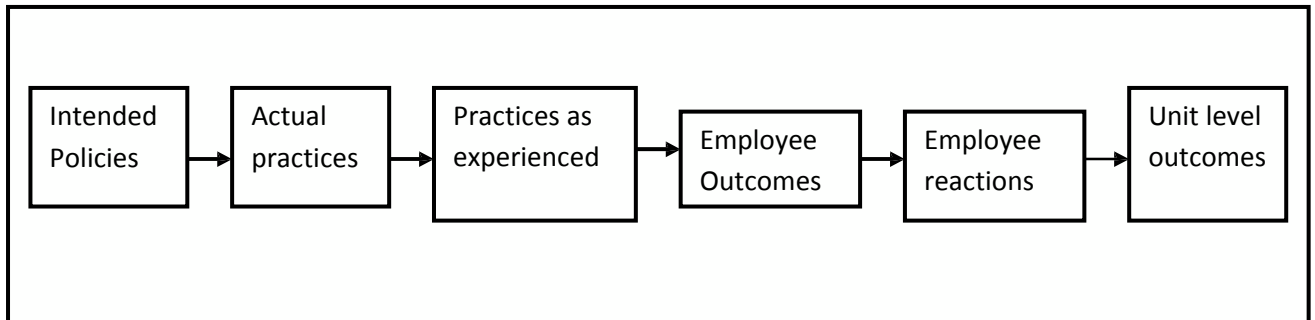 Intended
Policies
Actual
practices
Practices as
experienced
Employee
Outcomes
Employee
reactions
Unit level
outcomes